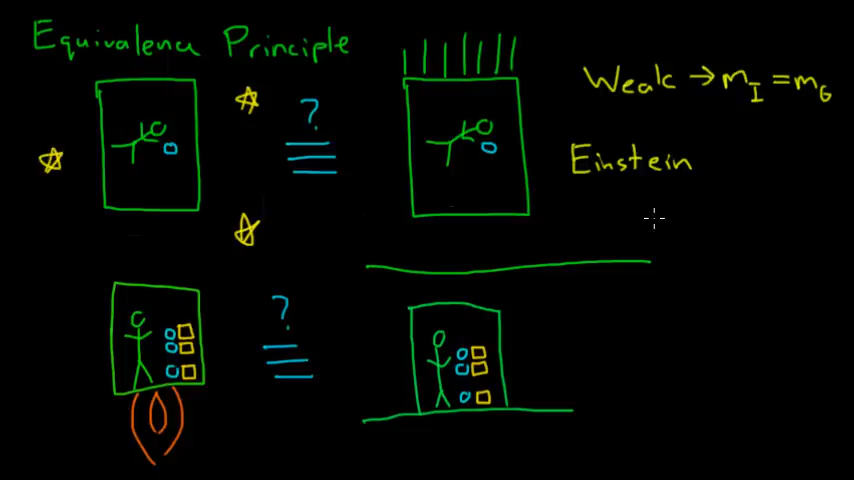 Equivalence Principle
Weak → m_I = m_G
?
Einstein
?